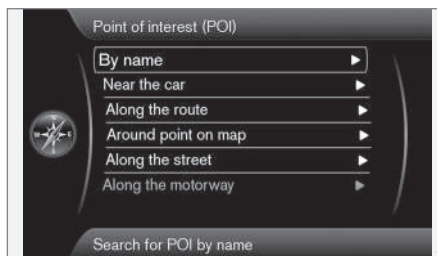 Point of interest (POI)
By name
Near the car
Along the route
Around point on map
Along the street
Along the motorway
Search for POI by name